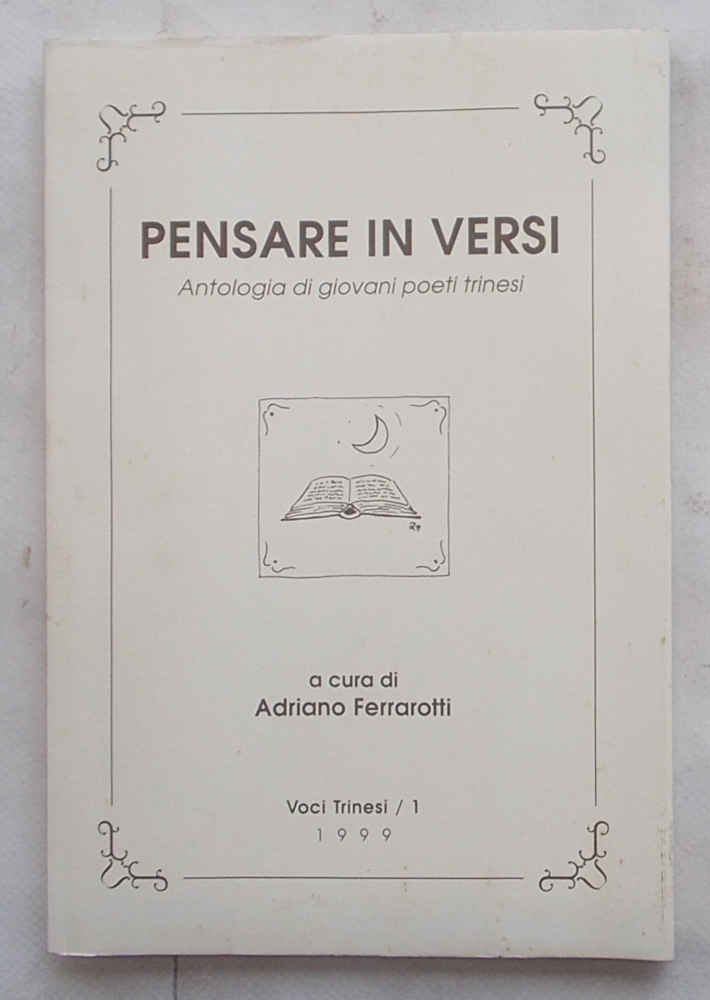 PENSARE IN VERSI
Antologia di giovani poeti trinesi
a cura di
Adriano Ferrarotti
Voci Trinesi / 1
1999